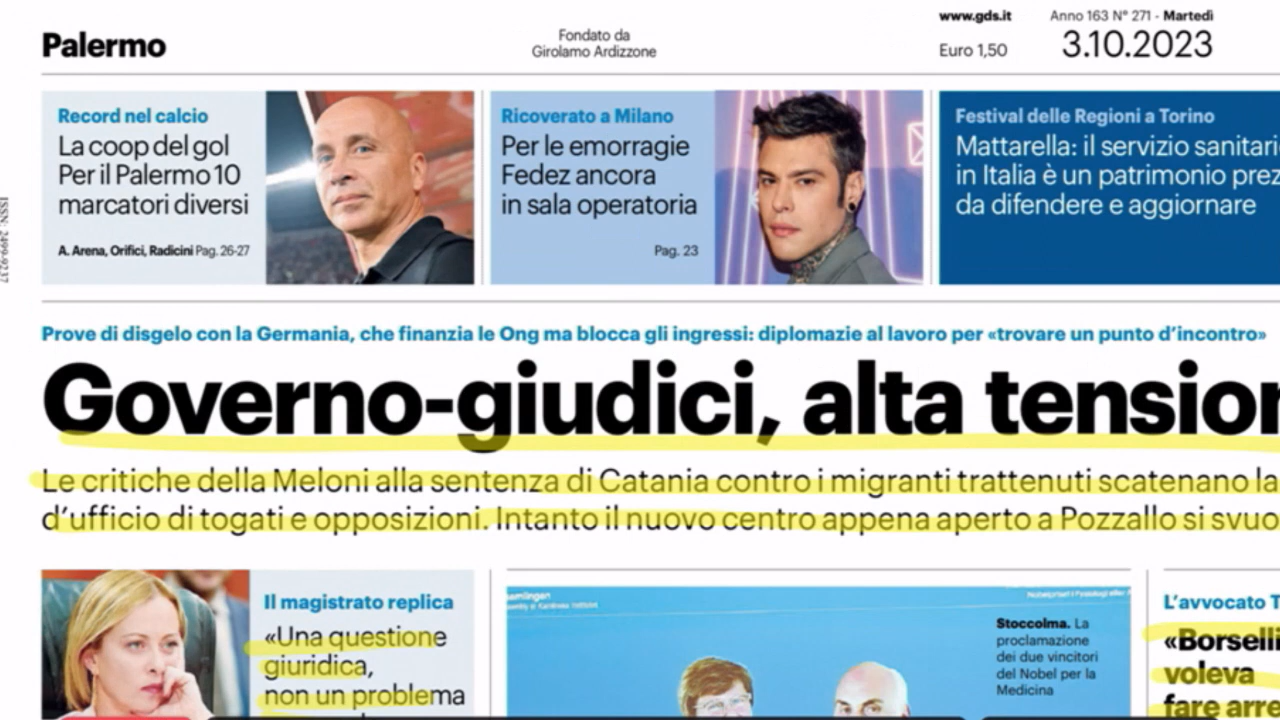 www.gds.it
Anno 163 N° 271 - Martedì
Palermo
Fondato da
Girolamo Ardizzone
Euro 1,50
3.10.2023
Record nel calcio
La coop del gol
Per il Palermo 10
marcatori diversi
A. Arena, Orifici, Radicini Pag. 26-27
Ricoverato a Milano
Per le emorragie
Fedez ancora
in sala operatoria
Pag. 23
Festival delle Regioni a Torino
Mattarella: il servizio sanitari
in Italia è un patrimonio prez
da difendere e aggiornare
ISSN: 2499-9237
Prove di disgelo con la Germania, che finanzia le Ong ma blocca gli ingressi: diplomazie al lavoro per «trovare un punto d'incontro»
Governo-giudici, alta tension
Le critiche della Meloni alla sentenza di Catania contro i migranti trattenuti scatenano la
d'ufficio di togati e opposizioni. Intanto il nuovo centro appena aperto a Pozzallo si svuo
Il magistrato replica
«Una questione
giuridica,
non un problema
Stoccolma. La
proclamazione
dei due vincitori
del Nobel per la
Medicina
L'avvocato T
«Borselli
voleva
fare arre